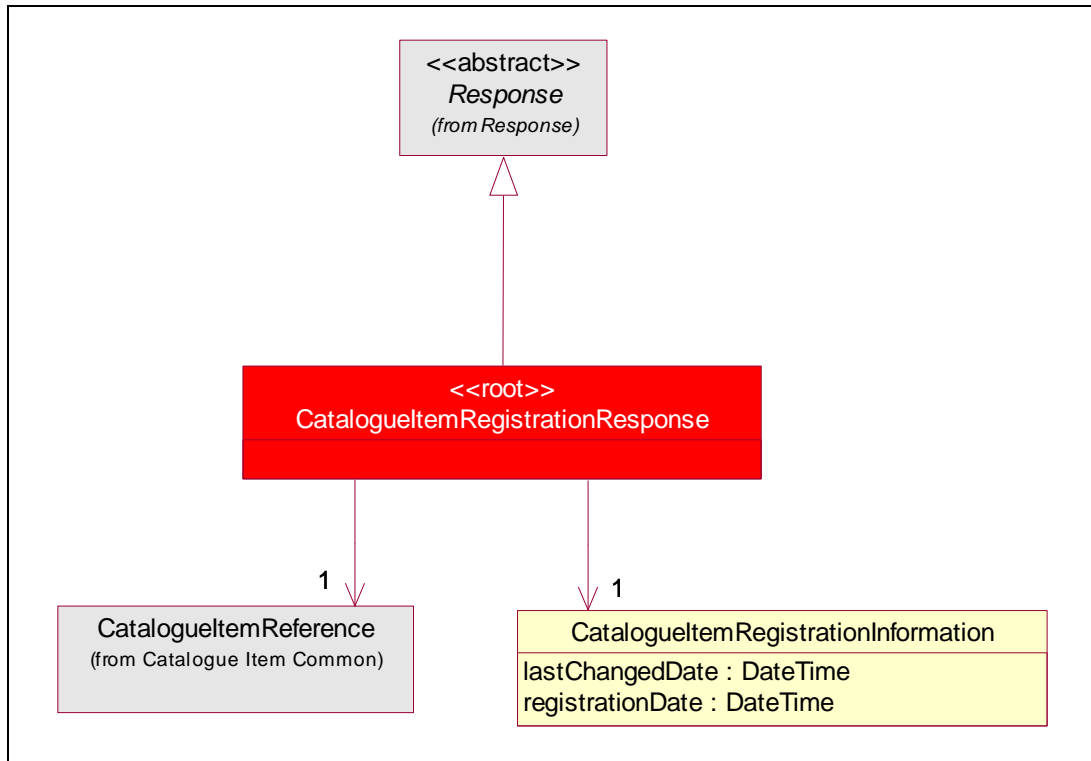 <<abstract>>
Response
(from Response)
<<root>>
CatalogueItemRegistrationResponse
1
1
CatalogueItemReference
(from Catalogue Item Common)
CatalogueItemRegistrationInformation
lastChangedDate : DateTime
registrationDate : DateTime